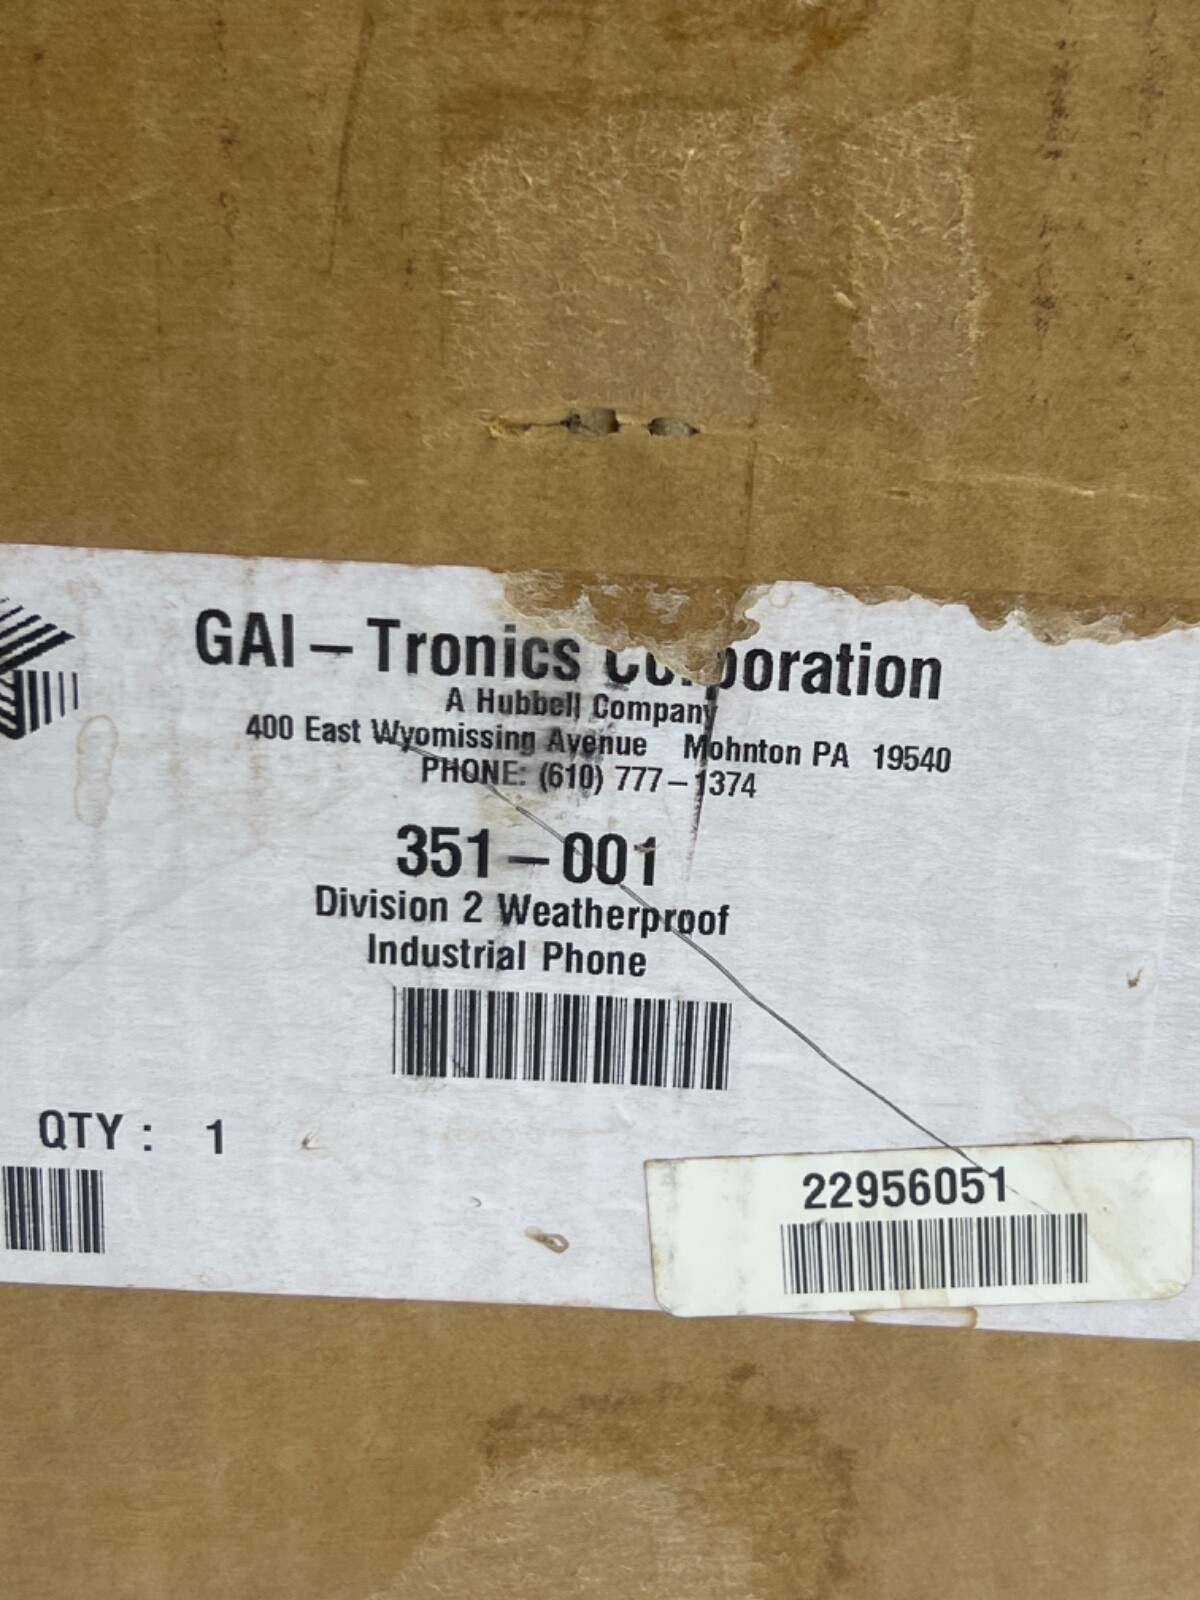 GAI-Tronics Corporation
A Hubbell Company
400 East Wyomissing Avenue Mohnton PA 19540
PHONE: (610) 777-1374
351-001
Division 2 Weatherproof
Industrial Phone
QTY: 1
22956051